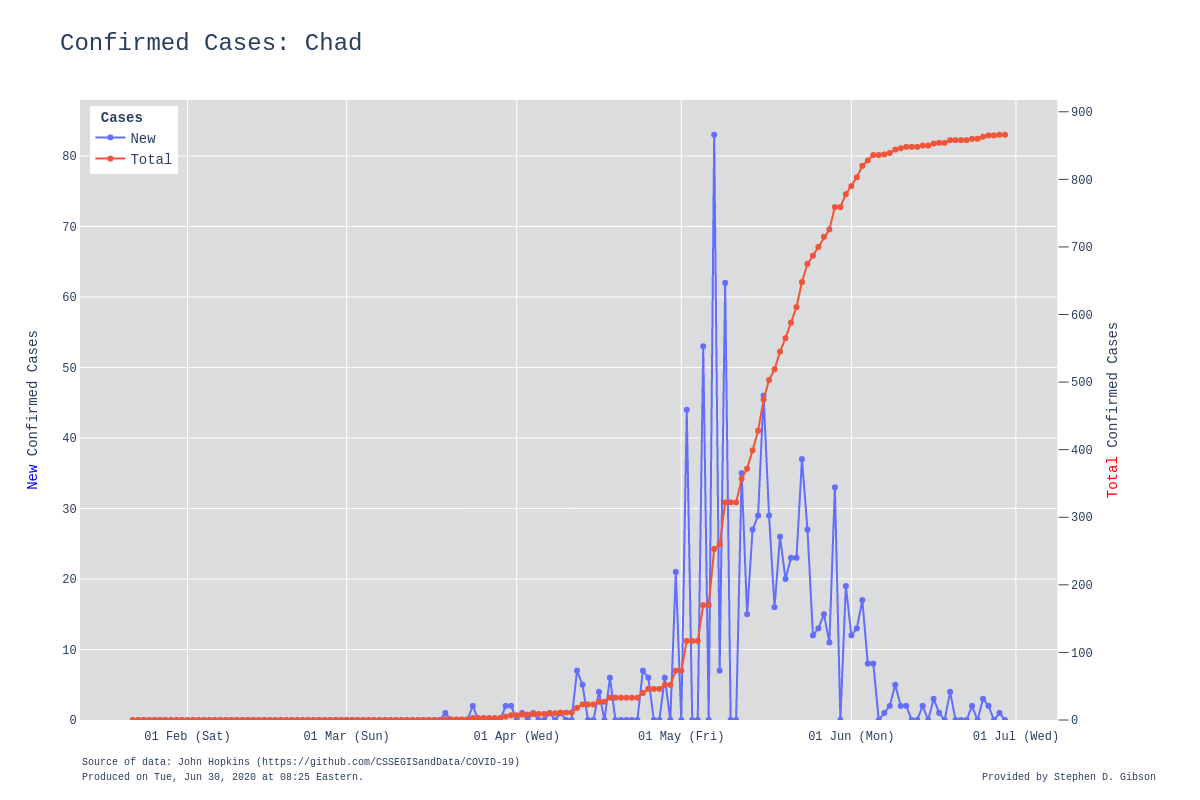 Confirmed Cases: Chad
Cases
New
Total
900
80
800
70
700
60
600
50
500
40
400
30
300
20
200
10
100
0
0
New Confirmed Cases
Total Confirmed Cases
01 Feb (Sat)
01 Mar (Sun)
01 Apr (Wed)
01 May (Fri)
01 Jun (Mon)
01 Jul (Wed)
Source of data: John Hopkins (https://github.com/CSSEGISandData/COVID-19)
Produced on Tue, Jun 30, 2020 at 08:25 Eastern.
Provided by Stephen D. Gibson